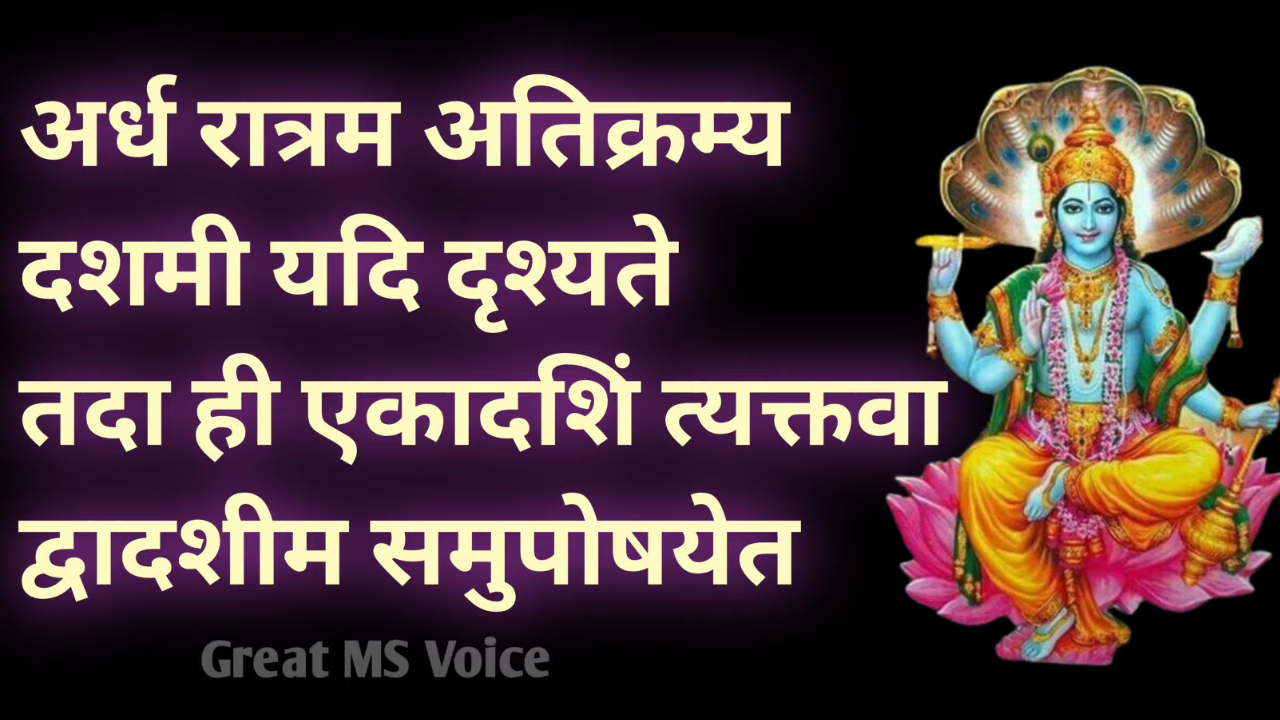 अर्ध रात्रम अतिक्रम्य
दशमी यदि दृश्यते
तदा ही एकादशिं त्यक्तवा
द्वादशीम समुपोषयेत
Great MS Voice